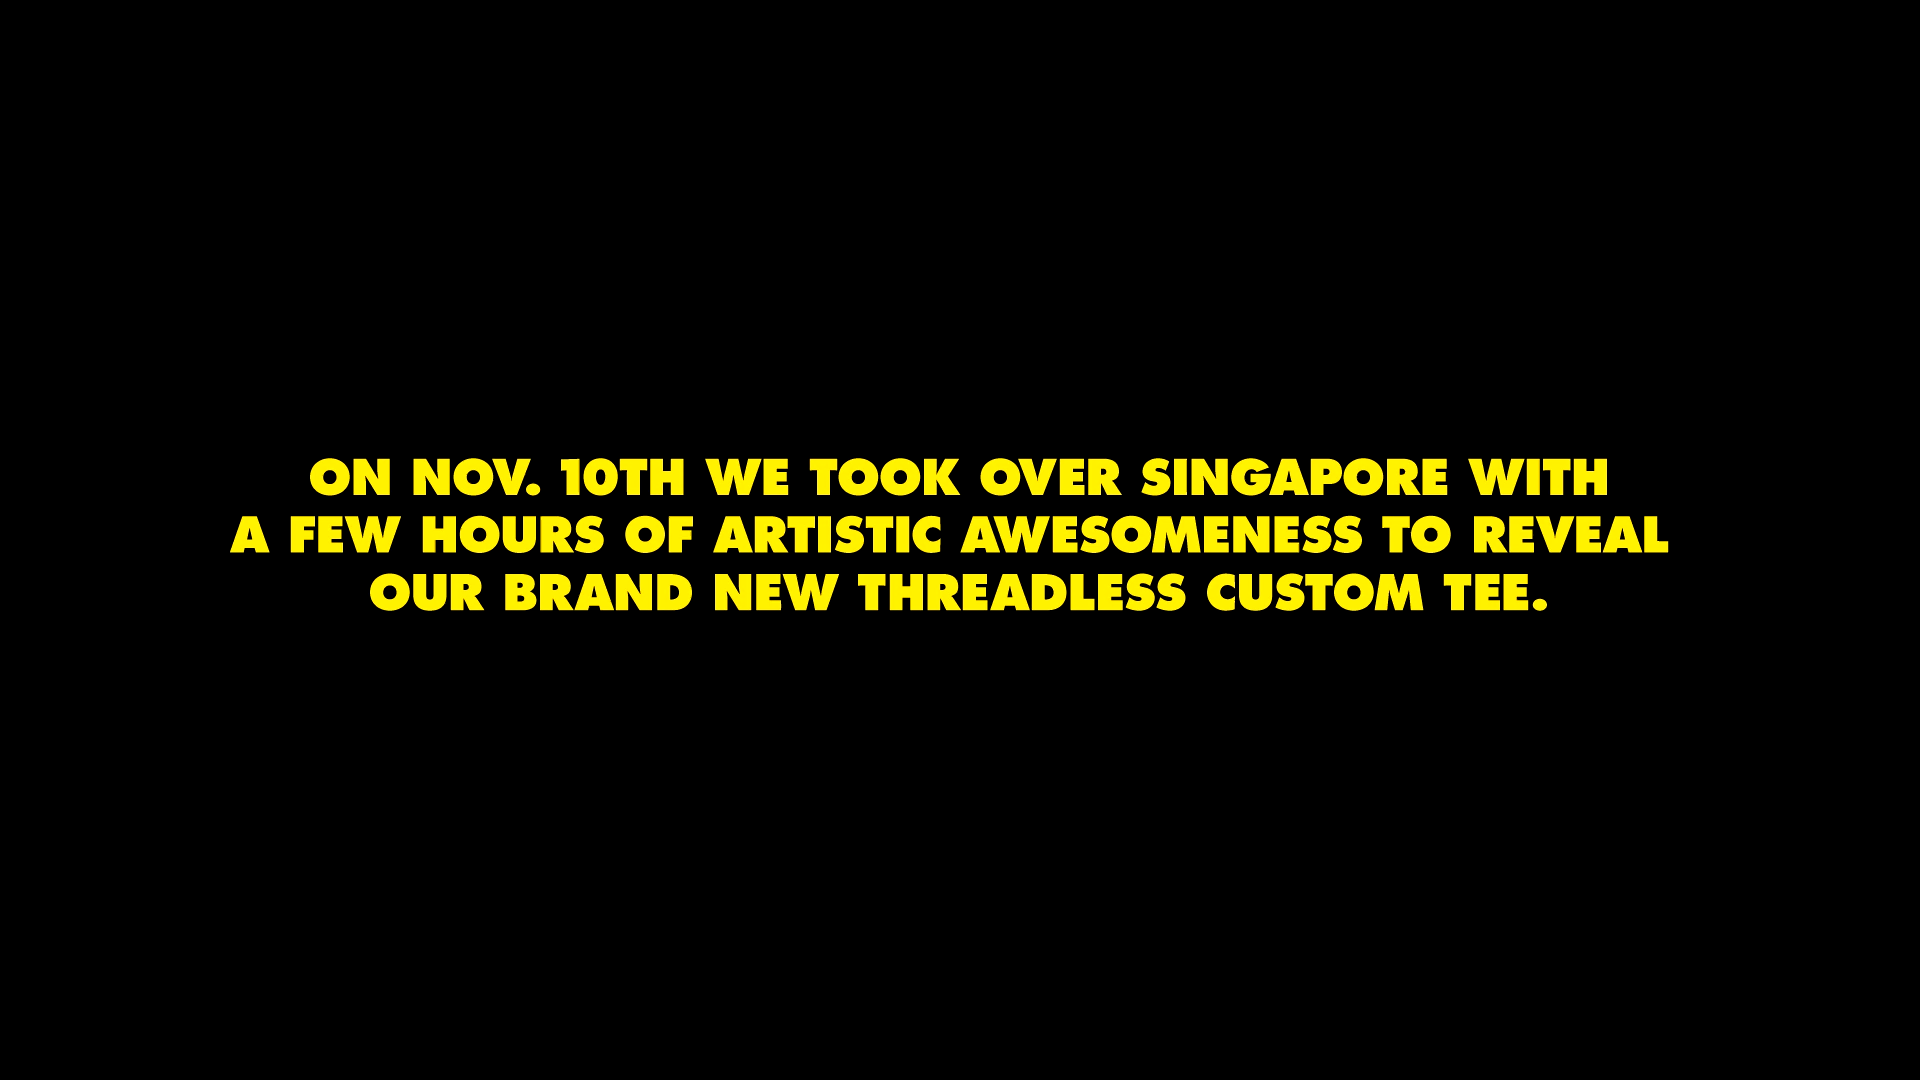 ON NOV. 10TH WE TOOK OVER SINGAPORE WITH
A FEW HOURS OF ARTISTIC AWESOMENESS TO REVEAL
OUR BRAND NEW THREADLESS CUSTOM TEE.